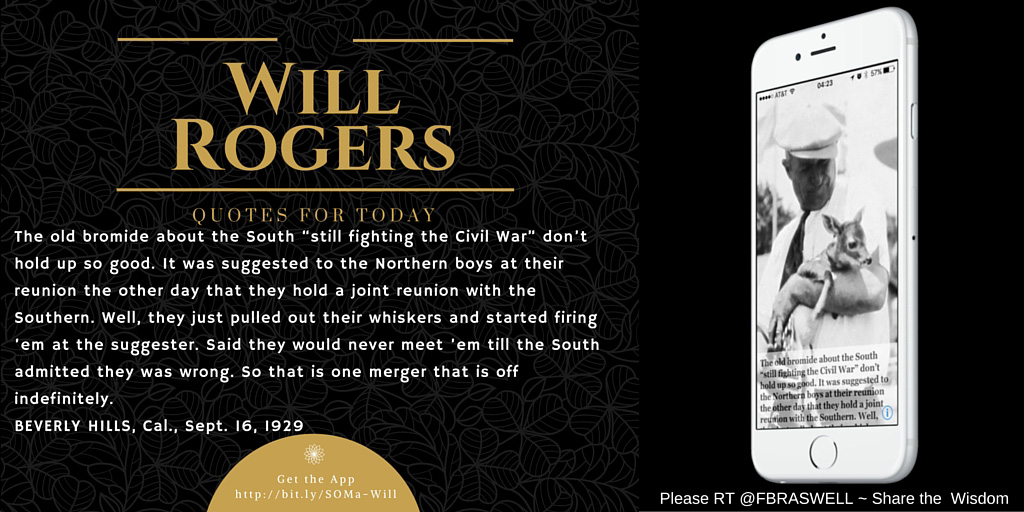 WILL
ROGERS
QUOTES FOR TODAY
The old bromide about the South “still fighting the Civil War” don’t
hold up so good. It was suggested to the Northern boys at their
reunion the other day that they hold a joint reunion with the
Southern. Well, they just pulled out their whiskers and started firing
’em at the suggester. Said they would never meet ’em till the South
admitted they was wrong. So that is one merger that is off
indefinitely.
BEVERLY HILLS, Cal., Sept. 16, 1929
Get the App
http://bit.ly/SOMa-Will
AT&T 04:23 57%
The old bromide about the South
“still fighting the Civil War” don’t
hold up so good. It was suggested to
the Northern boys at their reunion
the other day that they hold a joint
reunion with the Southern. Well,
Please RT @FBRASWELL ~ Share the Wisdom